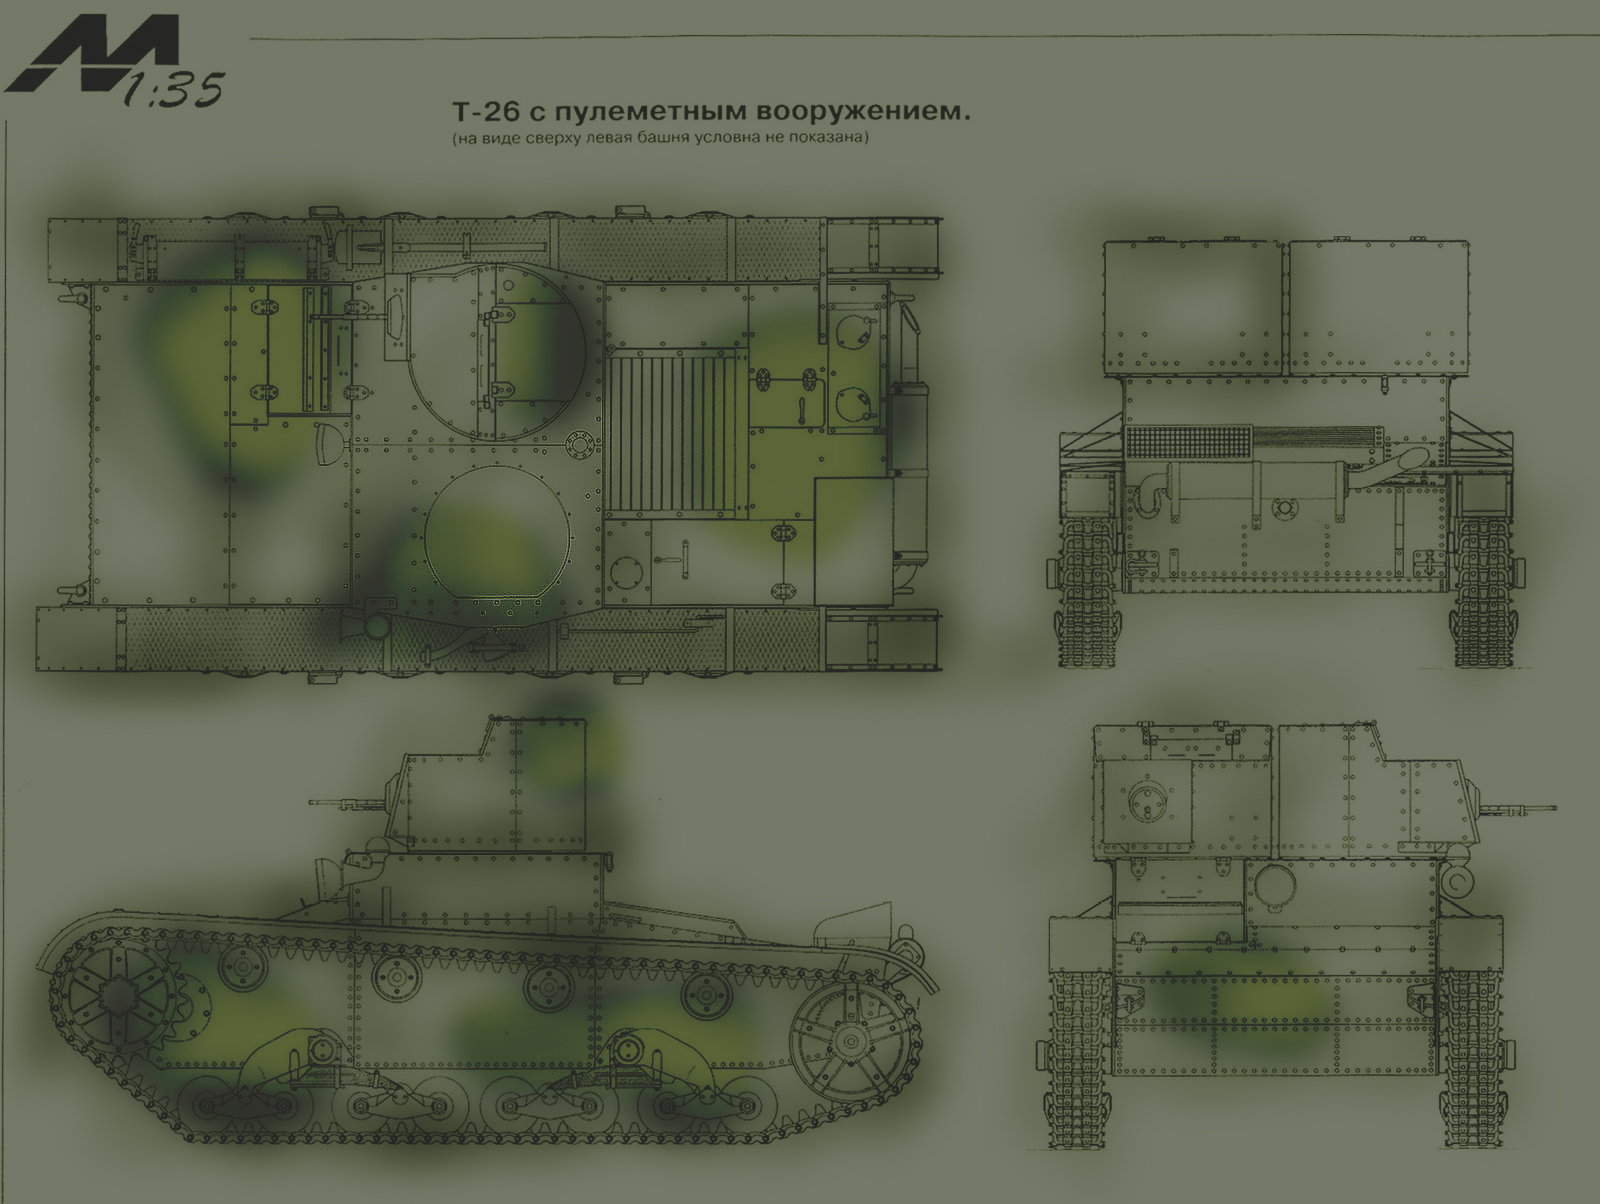 М 1:35
Т-26 с пулеметным вооружением.
(на виде сверху левая башня условна не показана)